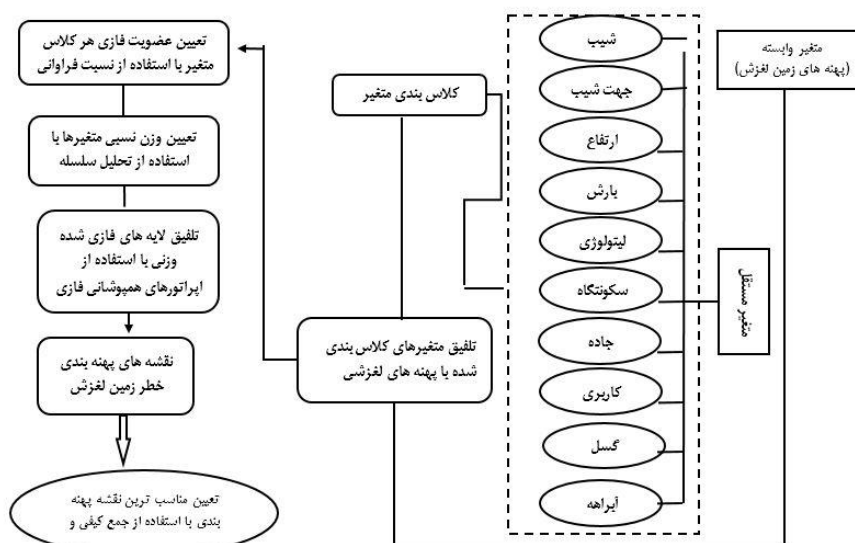 متغیر وابسته
(پهنه های زمین لغزش)
متغیر مستقل
شیب
جهت شیب
ارتفاع
بارش
لیتولوژی
سکونتگاه
جاده
کاربری
گسل
آبراهه
کلاس بندی متغیر
تلفیق متغیرهای کلاس بندی
شده با پهنه های لغزشی
تعیین عضویت فازی هر کلاس
متغیر با استفاده از نسبت فراوانی
تعیین وزن نسبی متغیرها با
استفاده از تحلیل سلسله
تلفیق لایه های فازی شده
وزنی با استفاده از
اپراتورهای همپوشانی فازی
نقشه های پهنه بندی
خطر زمین لغزش
تعیین مناسب ترین نقشه پهنه
بندی با استفاده از جمع کیفی و